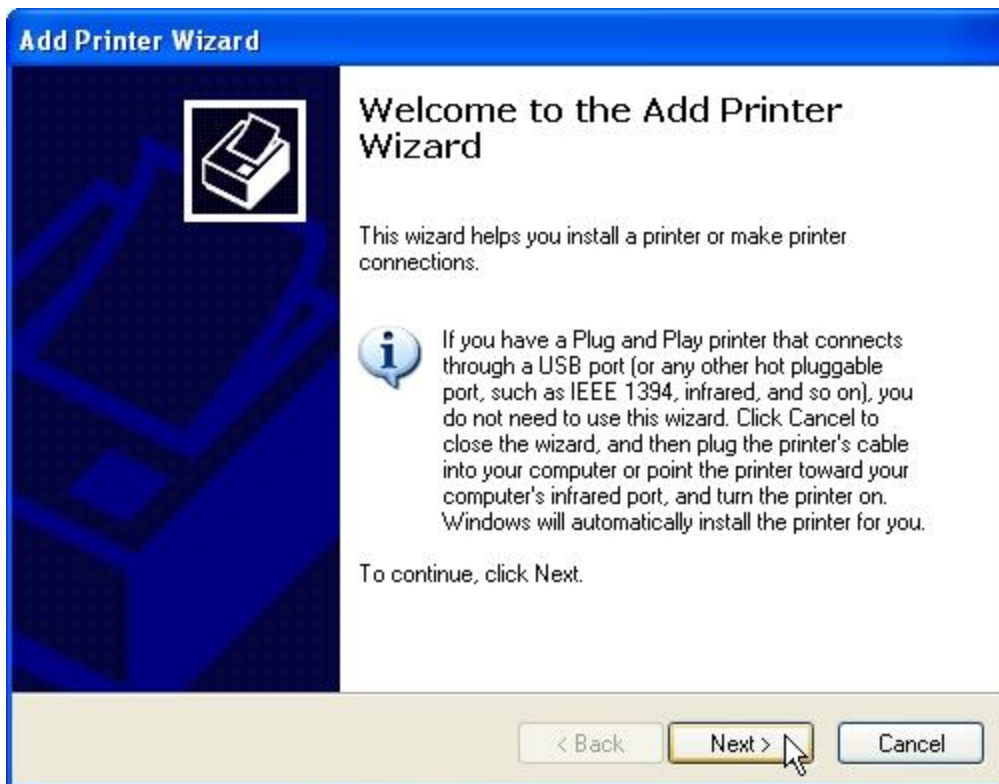 Add Printer Wizard
Welcome to the Add Printer
Wizard
This wizard helps you install a printer or make printer
connections.
If you have a Plug and Play printer that connects
through a USB port (or any other hot pluggable
port, such as IEEE 1394, infrared, and so on), you
do not need to use this wizard. Click Cancel to
close the wizard, and then plug the printer's cable
into your computer or point the printer toward your
computer's infrared port, and turn the printer on.
Windows will automatically install the printer for you.
To continue, click Next.
< Back Next > Cancel